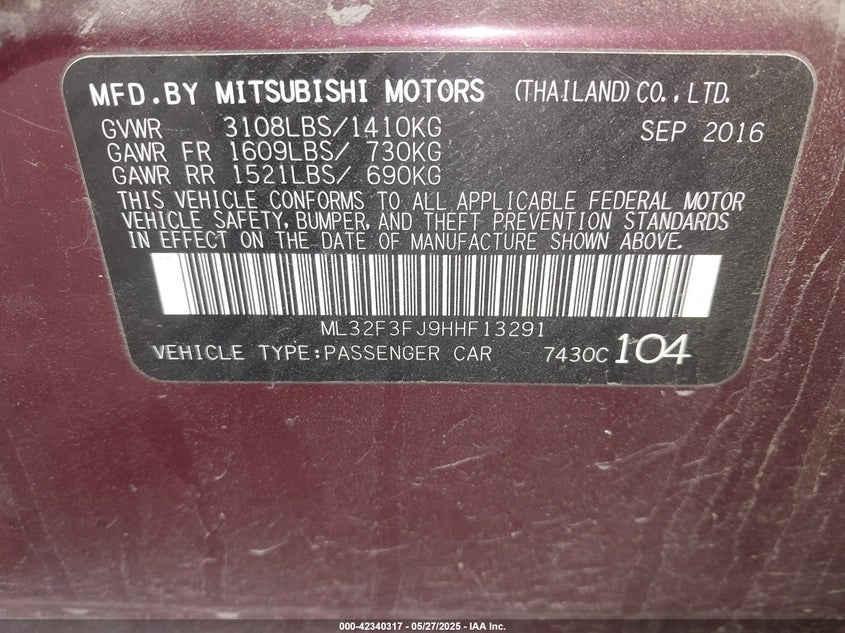 MFD.BY MITSUBISHI MOTORS (THAILAND)CO.,LTD.
GVWR 3108LBS/1410KG SEP 2016
GAWR FR 1609LBS/ 730KG
GAWR RR 1521LBS/ 690KG
THIS VEHICLE CONFORMS TO ALL APPLICABLE FEDERAL MOTOR
VEHICLE SAFETY, BUMPER, AND THEFT PREVENTION STANDARDS
IN EFFECT ON THE DATE OF MANUFACTURE SHOWN ABOVE.
ML32F3FJ9HHF13291
VEHICLE TYPE:PASSENGER CAR 7430C 104
000-42340317 - 05/27/2025 - IAA Inc.